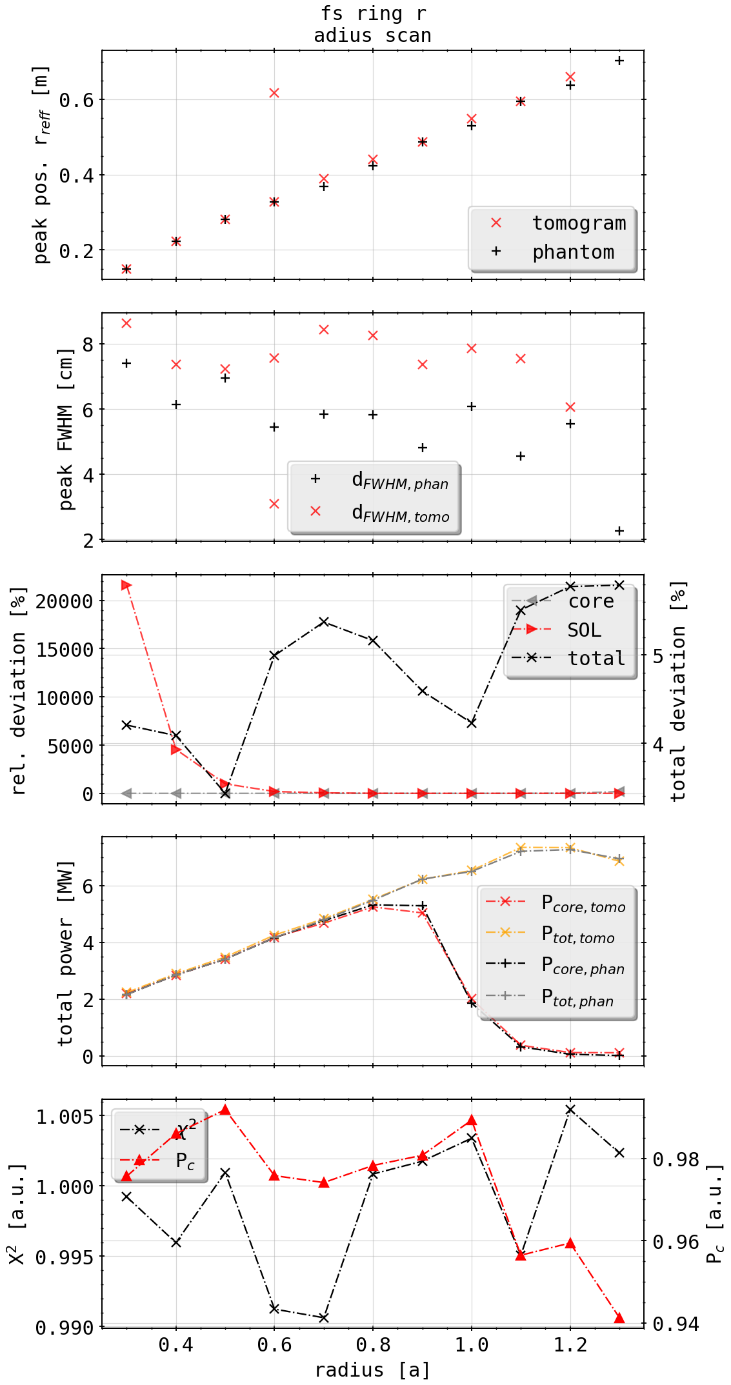 fs ring r
adius scan
peak pos. r_reff [m]
0.6
0.4
0.2
tomogram
phantom
peak FWHM [cm]
8
6
4
2
d_FWHM,phan
d_FWHM,tomo
rel. deviation [%]
20000
15000
10000
5000
0
core
SOL
total
5
4
total deviation [%]
total power [MW]
6
4
2
0
P_core,tomo
P_tot,tomo
P_core,phan
P_tot,phan
X² [a.u.]
1.005
1.000
0.995
0.990
χ²
P_c
0.98
0.96
0.94
P_c [a.u.]
0.4 0.6 0.8 1.0 1.2
radius [a]